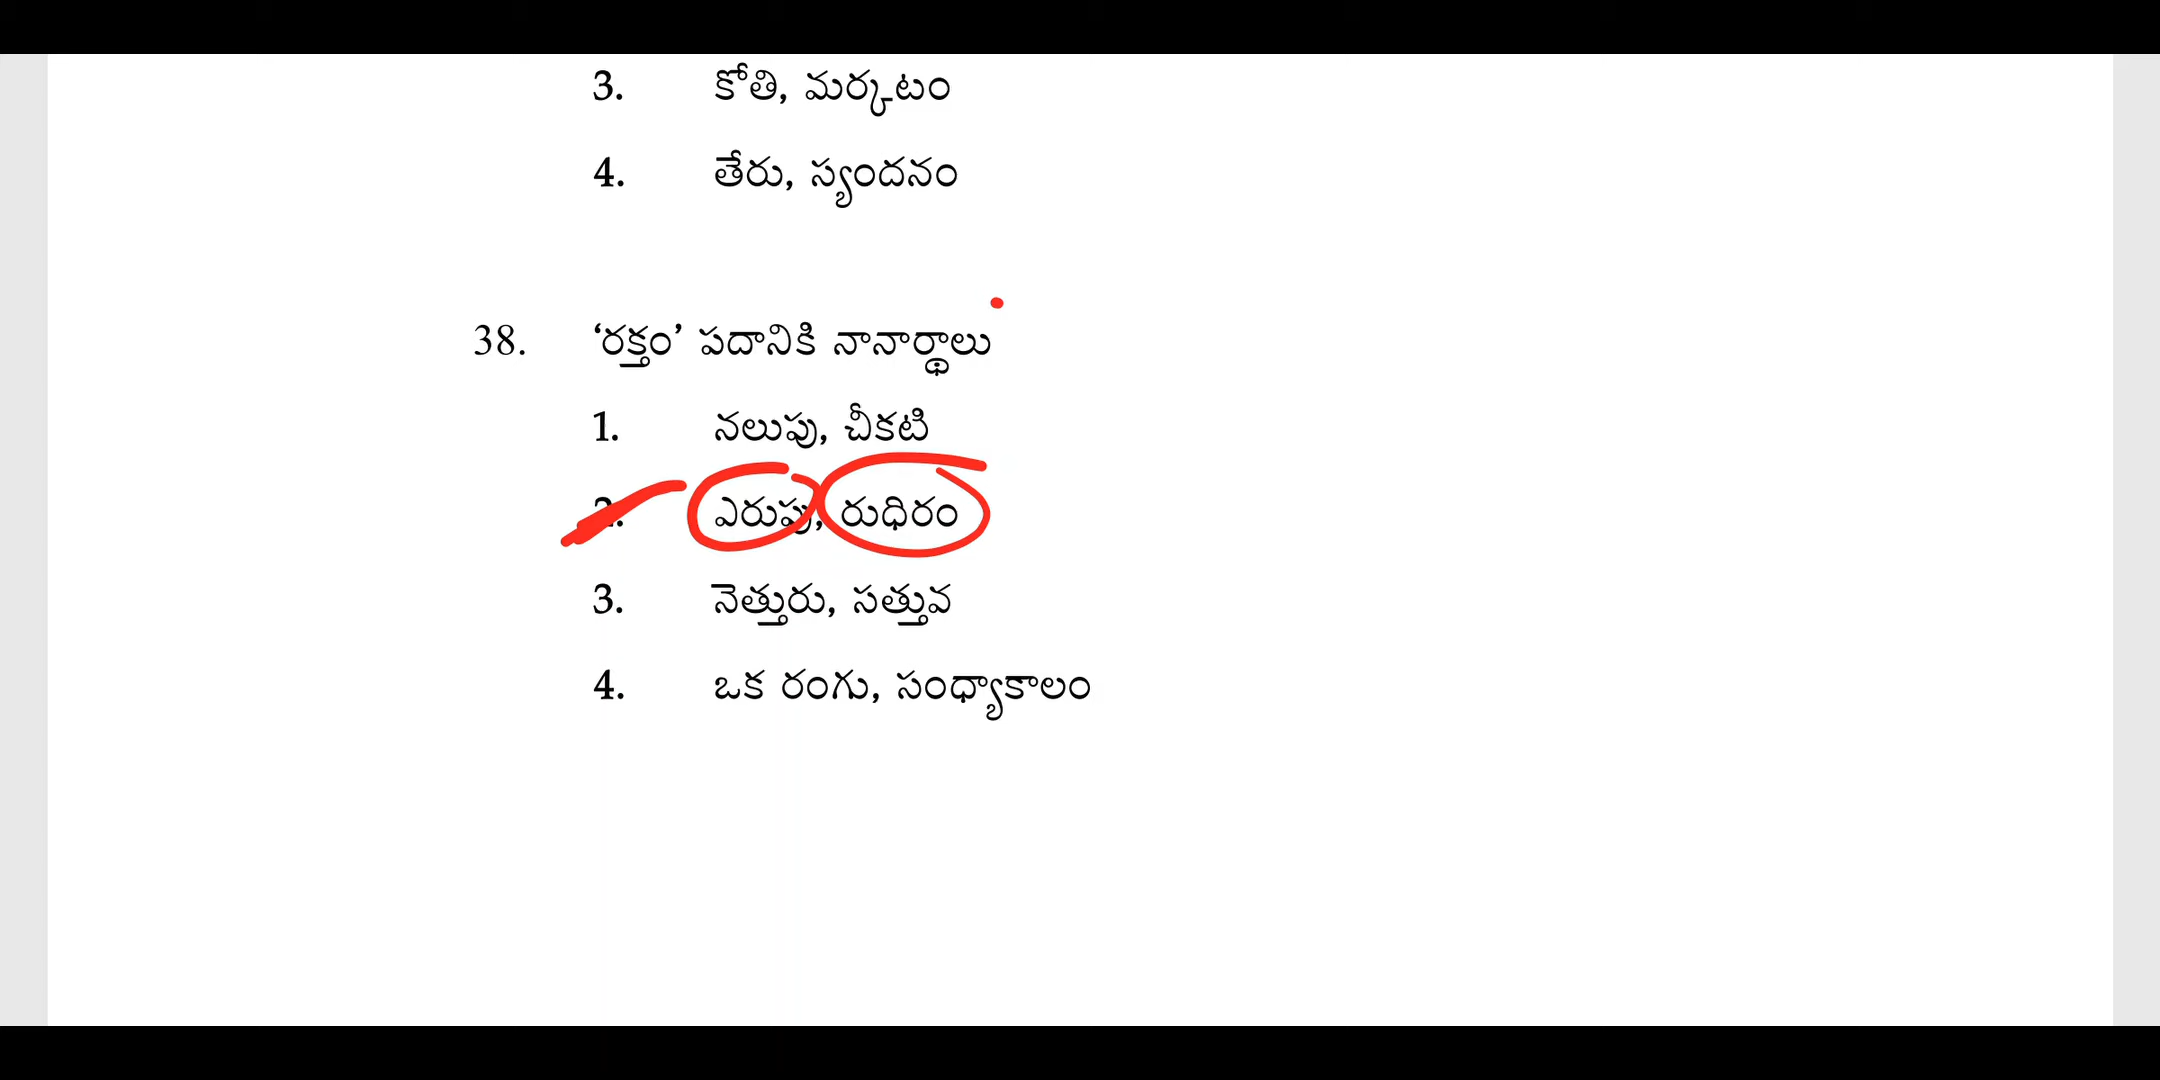 3. కోతి, మర్కటం
4. తేరు, స్యందనం
38. ‘రక్తం’ పదానికి నానార్థాలు
1. నలుపు, చీకటి
2. ఎరుపు, రుధిరం
3. నెత్తురు, సత్తువ
4. ఒక రంగు, సంధ్యాకాలం